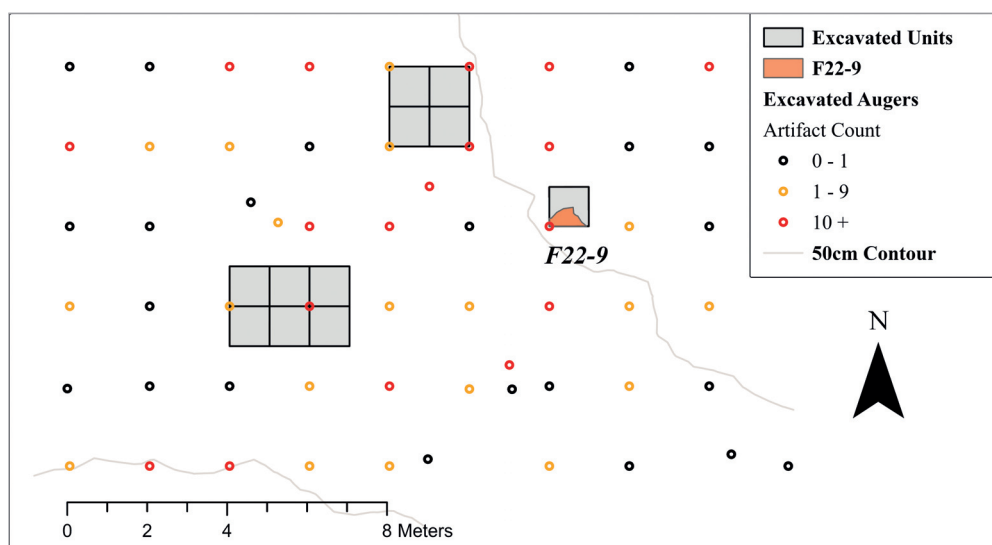 Excavated Units
F22-9
Excavated Augers
Artifact Count
0 - 1
1 - 9
10 +
50cm Contour
F22-9
N
0 2 4 8 Meters